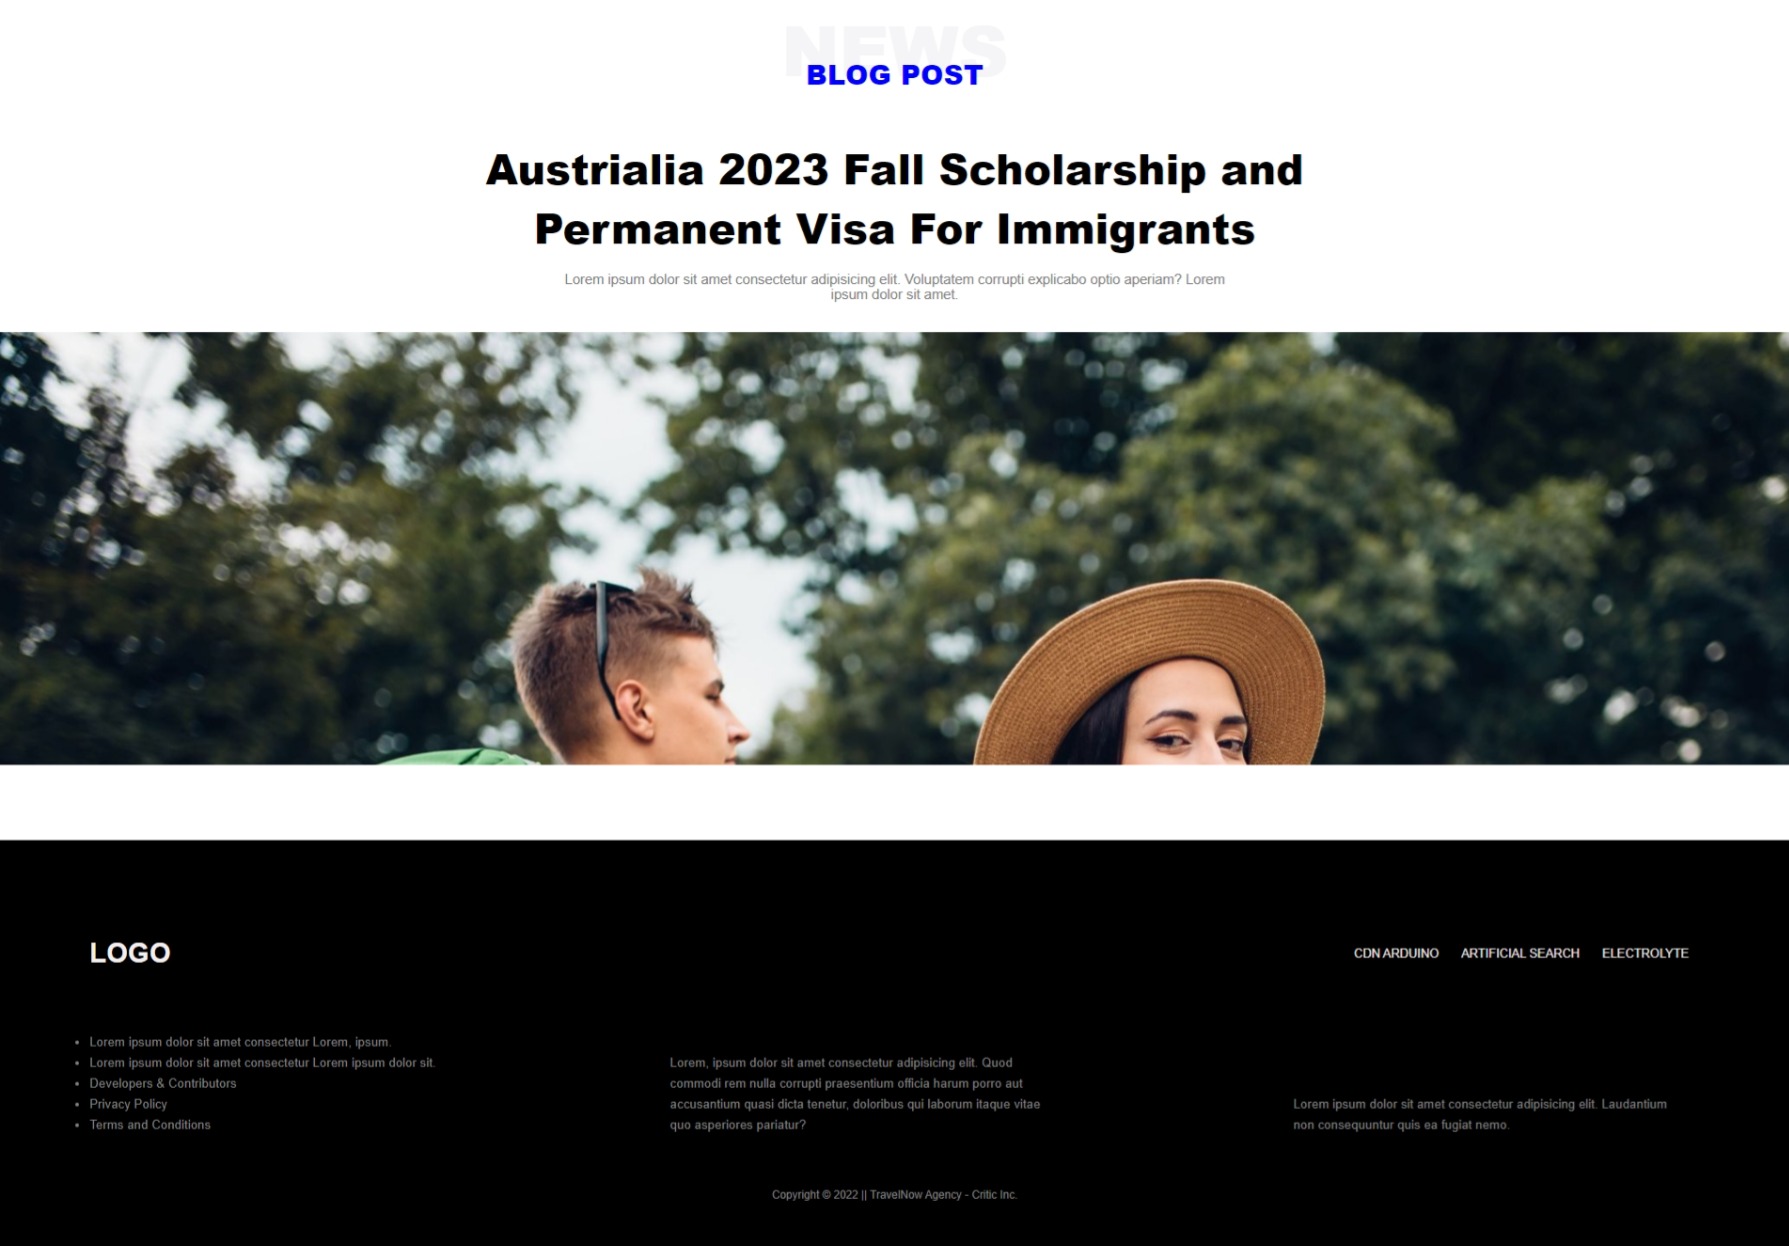 NEWS
BLOG POST
Austrialia 2023 Fall Scholarship and
Permanent Visa For Immigrants
Lorem ipsum dolor sit amet consectetur adipisicing elit. Voluptatem corrupti explicabo optio aperiam? Lorem
ipsum dolor sit amet.
LOGO
CDN ARDUINO
ARTIFICIAL SEARCH
ELECTROLYTE
• Lorem ipsum dolor sit amet consectetur Lorem, ipsum.
• Lorem ipsum dolor sit amet consectetur Lorem ipsum dolor sit.
• Developers & Contributors
• Privacy Policy
• Terms and Conditions
Lorem, ipsum dolor sit amet consectetur adipisicing elit. Quod
commodi rem nulla corrupti praesentium officia harum porro aut
accusantium quasi dicta tenetur, doloribus qui laborum itaque vitae
quo asperiores pariatur?
Lorem ipsum dolor sit amet consectetur adipisicing elit. Laudantium
non consequuntur quis ea fugiat nemo.
Copyright © 2022 || TravelNow Agency - Critic Inc.